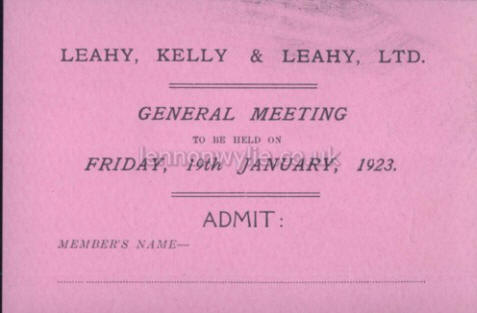 LEAHY, KELLY & LEAHY, LTD.
GENERAL MEETING
TO BE HELD ON
lennonwylie.co.uk
FRIDAY, 19th JANUARY, 1923.
ADMIT:
MEMBER'S NAME—